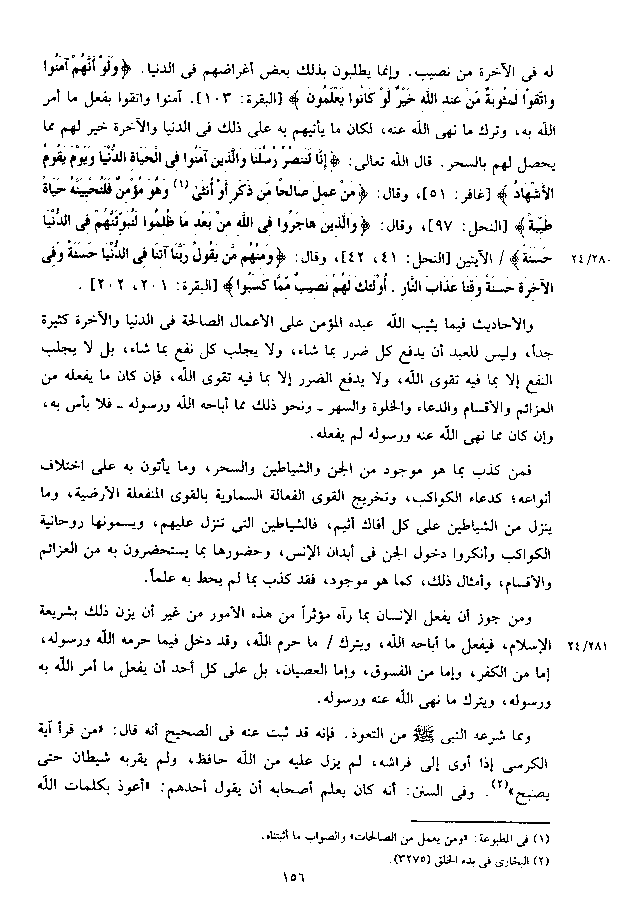 له فى الآخرة من نصيب. وإنما يطلبون بذلك بعض أغراضهم فى الدنيا. ﴿وَلَوْ أَنَّهُمْ آمَنُوا
واتَّقَوْا لَمَثُوبَةٌ مِّنْ عِندِ اللَّه خَيْرٌ لَّوْ كَانُوا يَعْلَمُونَ﴾ [البقرة: ١٠٣]. آمنوا واتقوا بفعل ما أمر
الله به، وترك ما نهى الله عنه، لكان ما يأتيهم به على ذلك فى الدنيا والآخرة خير لهم مما
يحصل لهم بالسحر. قال الله تعالى: ﴿إِنَّا لَنَنصُرُ رُسُلَنَا وَالَّذِينَ آمَنُوا فِى الْحَيَاةِ الدُّنْيَا وَيَوْمَ يَقُومُ
الأَشْهَادُ﴾ [غافر: ٥١]، وقال: ﴿مَنْ عَمِلَ صَالِحًا مِّن ذَكَرٍ أَوْ أُنثَىٰ(١) وَهُوَ مُؤْمِنٌ فَلَنُحْيِيَنَّهُ حَيَاةً
طَيِّبَةً﴾ [النحل: ٩٧]، وقال: ﴿وَالَّذِينَ هَاجَرُوا فِى اللَّهِ مِنْ بَعْدِ مَا ظُلِمُوا لَنُبَوِّئَنَّهُمْ فِى الدُّنْيَا
٢٤/٢٨٠ حَسَنَةً﴾ / الآيتين [النحل: ٤١، ٤٢]، وقال: ﴿وَمِنْهُم مَّن يَقُولُ رَبَّنَا آتِنَا فِى الدُّنْيَا حَسَنَةً وَفِى
الآخِرَةِ حَسَنَةً وَقِنَا عَذَابَ النَّارِ. أُوْلَئِكَ لَهُمْ نَصِيبٌ مِّمَّا كَسَبُوا﴾ [البقرة: ٢٠١، ٢٠٢].
والأحاديث فيما يثيب الله عبده المؤمن على الأعمال الصالحة فى الدنيا والآخرة كثيرة
جداً، وليس للعبد أن يدفع كل ضرر بما شاء، ولا يجلب كل نفع بما شاء، بل لا يجلب
النفع إلا بما فيه تقوى الله، ولا يدفع الضرر إلا بما فيه تقوى الله، فإن كان ما يفعله من
العزائم والأقسام والدعاء والخلوة والسهر ـ ونحو ذلك مما أباحه الله ورسوله ـ فلا بأس به،
وإن كان مما نهى الله عنه ورسوله لم يفعله.
فمن كذب بما هو موجود من الجن والشياطين والسحر، وما يأتون به على اختلاف
أنواعه؛ كدعاء الكواكب، وتخريج القوى الفعالة السماوية بالقوى المنفعلة الأرضية، وما
ينزل من الشياطين على كل أفاك أثيم، فالشياطين التى تنزل عليهم، ويسمونها روحانية
الكواكب وأنكروا دخول الجن فى أبدان الإنس، وحضورها بما يستحضرون به من العزائم
والأقسام، وأمثال ذلك، كما هو موجود، فقد كذب بما لم يحط به علماً.
ومن جوز أن يفعل الإنسان بما رآه مؤثراً من هذه الأمور من غير أن يزن ذلك بشريعة
٢٤/٢٨١ الإسلام، فيفعل ما أباحه الله، ويترك / ما حرم الله، وقد دخل فيما حرمه الله ورسوله،
إما من الكفر، وإما من الفسوق، وإما العصيان، بل على كل أحد أن يفعل ما أمر الله به
ورسوله، ويترك ما نهى الله عنه ورسوله.
ومما شرعه النبى ﷺ من التعوذ. فإنه قد ثبت عنه فى الصحيح أنه قال: «من قرأ آية
الكرسى إذا أوى إلى فراشه، لم يزل عليه من الله حافظ، ولم يقربه شيطان حتى
يصبح»(٢). وفى السنن: أنه كان يعلم أصحابه أن يقول أحدهم: «أعوذ بكلمات الله
(١) فى المطبوعة: «ومن يعمل من الصالحات» والصواب ما أثبتناه.
(٢) البخارى فى بدء الخلق (٣٢٧٥).
١٥٦